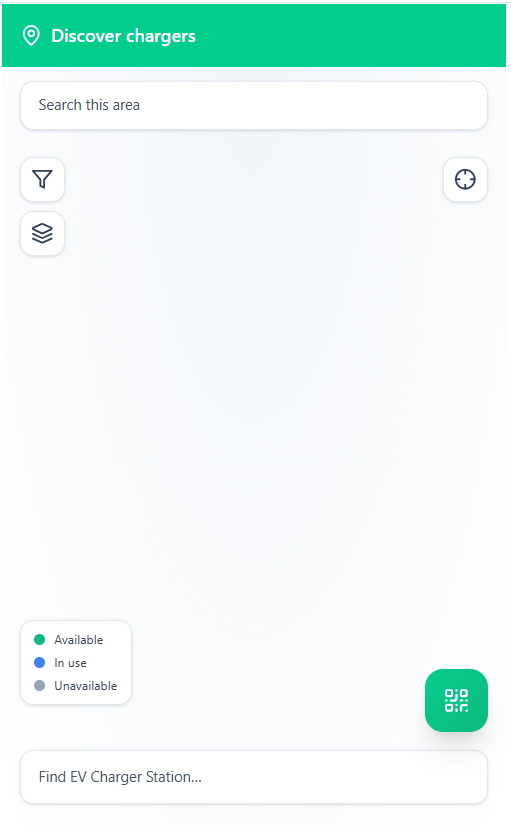 Discover chargers
Search this area
Available
In use
Unavailable
Find EV Charger Station...